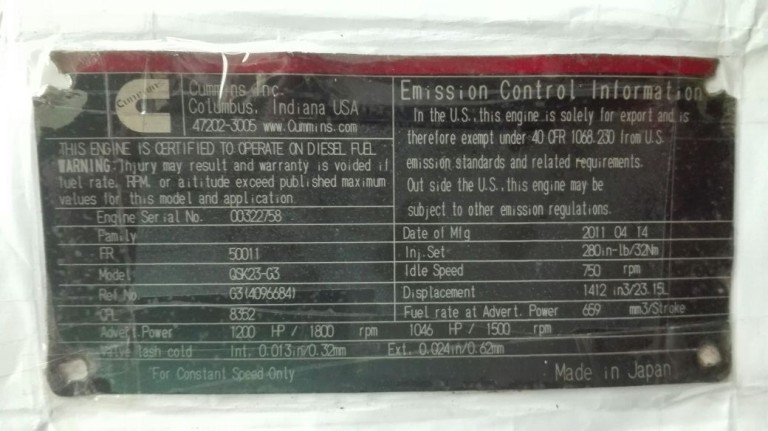 Cummins
Cummins Inc.
Columbus, Indiana USA
47202-3005 www.Cummins.com
THIS ENGINE IS CERTIFIED TO OPERATE ON DIESEL FUEL
WARNING-Injury may result and warranty is voided if
fuel rate. RPM. or altitude exceed published maximum
values for this model and application
Emission Control Information
In the U.S..this engine is solely for export and is
therefore exempt under 40 CFR 1068.230 from U.S.
emission standards and related requirements.
Out side the U.S..this engine may be
subject to other emission regulations.
Engine Serial No. 00322758
Family
FR 50011
Model QSK23-G3
Ref.No G3(4096684)
CPL 8352
Date of Mfg 2011 04 14
Inj.Set 280in-lb/32Nm
Idle Speed 750 rpm
Displacement 1412 in3/23.15L
Fuel rate at Advert. Power 659 mm3/Stroke
Advert.Power 1200 HP / 1800 rpm 1046 HP / 1500 rpm
Valve lash cold Int. 0.013in/0.32mm Ext. 0.024in/0.62mm
For Constant Speed Only
Made in Japan